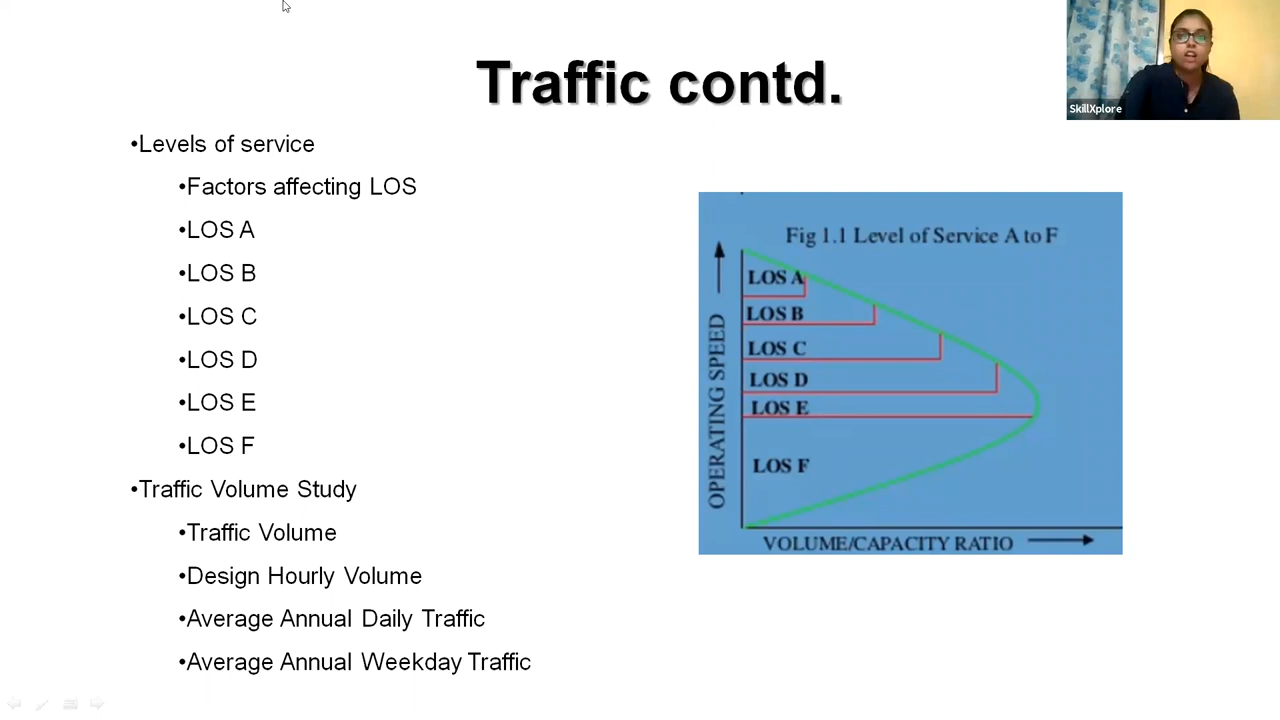 Traffic contd.
SkillXplore
•Levels of service
•Factors affecting LOS
•LOS A
•LOS B
•LOS C
•LOS D
•LOS E
•LOS F
•Traffic Volume Study
•Traffic Volume
•Design Hourly Volume
•Average Annual Daily Traffic
•Average Annual Weekday Traffic
Fig 1.1 Level of Service A to F
LOS A
LOS B
LOS C
LOS D
LOS E
LOS F
OPERATING SPEED
VOLUME/CAPACITY RATIO